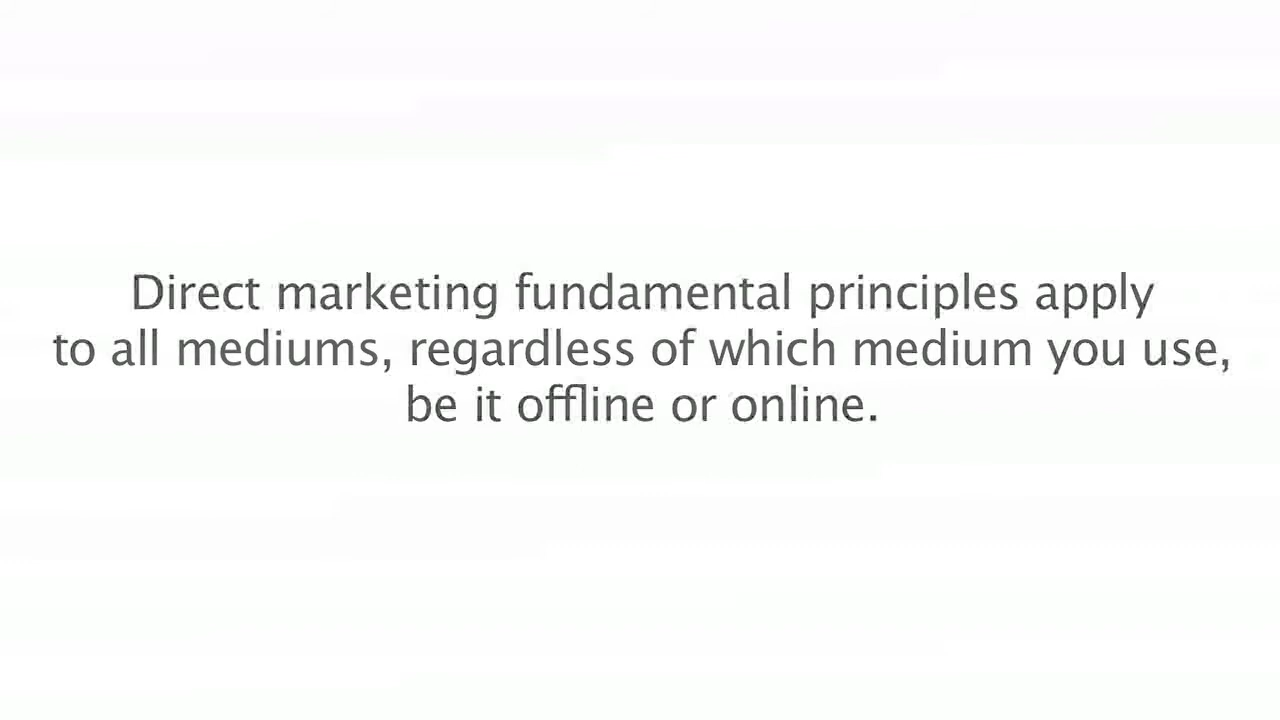 Direct marketing fundamental principles apply
to all mediums, regardless of which medium you use,
be it offline or online.